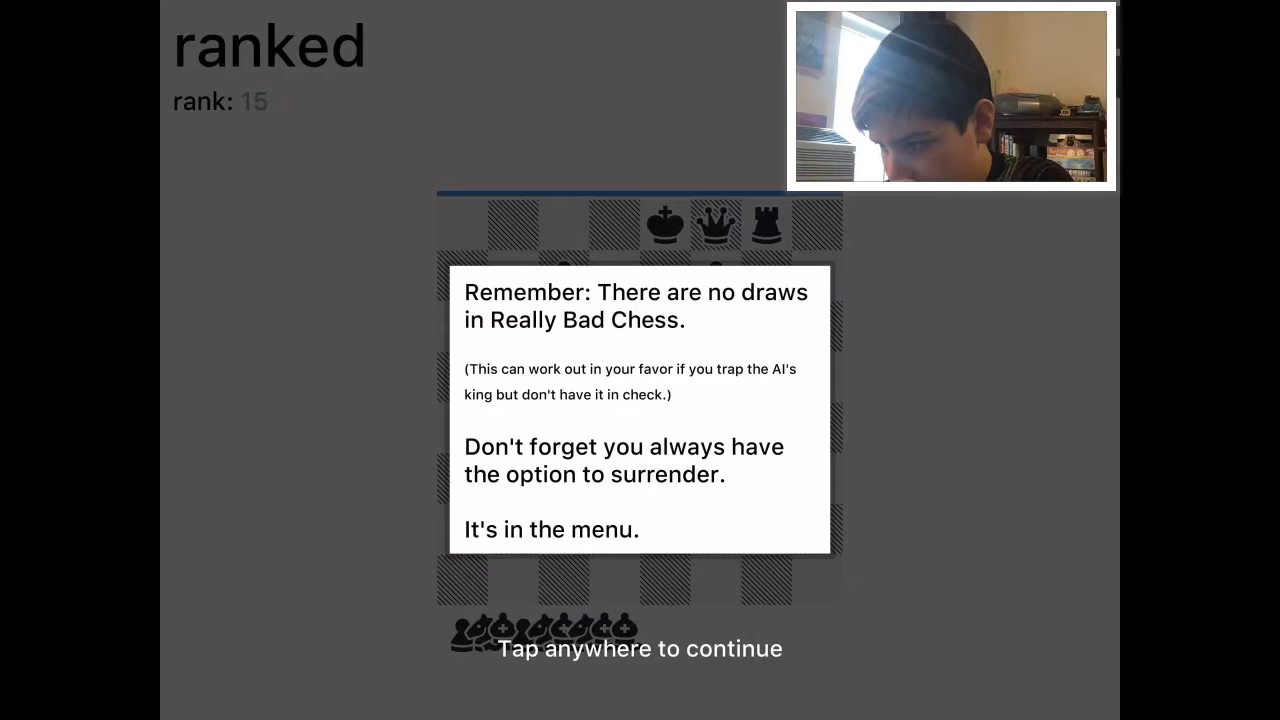 ranked
rank: 15
Remember: There are no draws
in Really Bad Chess.
(This can work out in your favor if you trap the AI's
king but don't have it in check.)
Don't forget you always have
the option to surrender.
It's in the menu.
Tap anywhere to continue